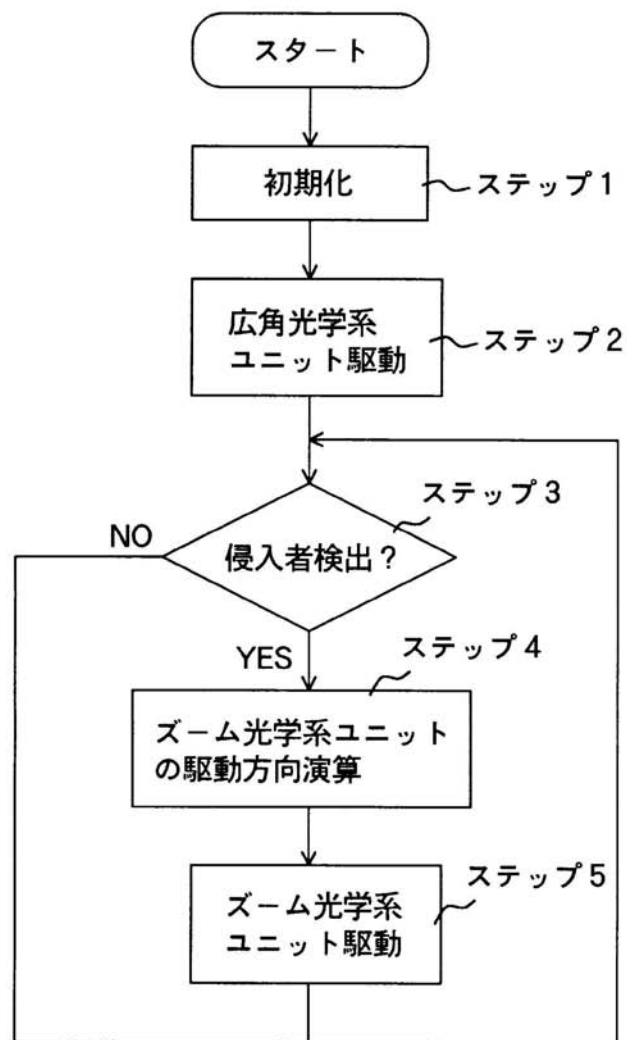 スタート
初期化
ステップ1
広角光学系
ユニット駆動
ステップ2
ステップ3
NO
侵入者検出?
YES
ステップ4
ズーム光学系ユニット
の駆動方向演算
ステップ5
ズーム光学系
ユニット駆動